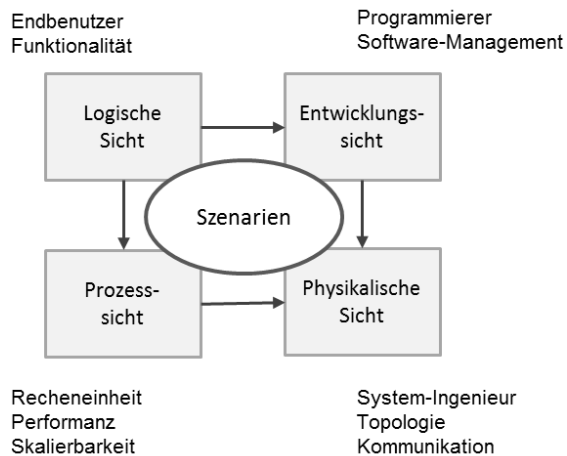 Endbenutzer
Funktionalität
Programmierer
Software-Management
Logische
Sicht
Entwicklungs-
sicht
Szenarien
Prozess-
sicht
Physikalische
Sicht
Recheneinheit
Performanz
Skalierbarkeit
System-Ingenieur
Topologie
Kommunikation